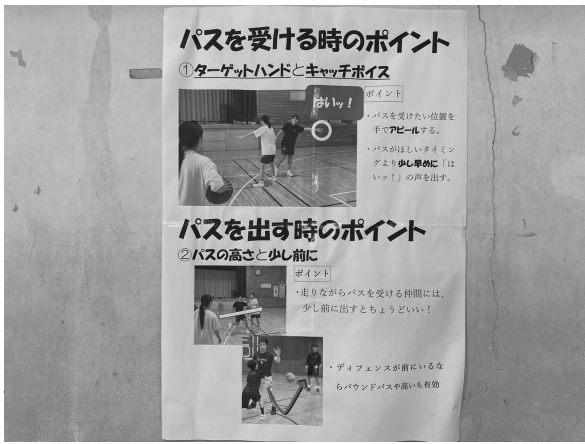 パスを受ける時のポイント
①ターゲットハンドとキャッチボイス
はいッ！
ポイント
・パスを受けたい位置を
手でアピールする。
・パスがほしいタイミン
グより少し早めに「は
いッ！」の声を出す。
パスを出す時のポイント
②パスの高さと少し前に
ポイント
・走りながらパスを受ける仲間には、
少し前に出すとちょうどいい！
・ディフェンスが前にいるな
らバウンドパスや高いも有効